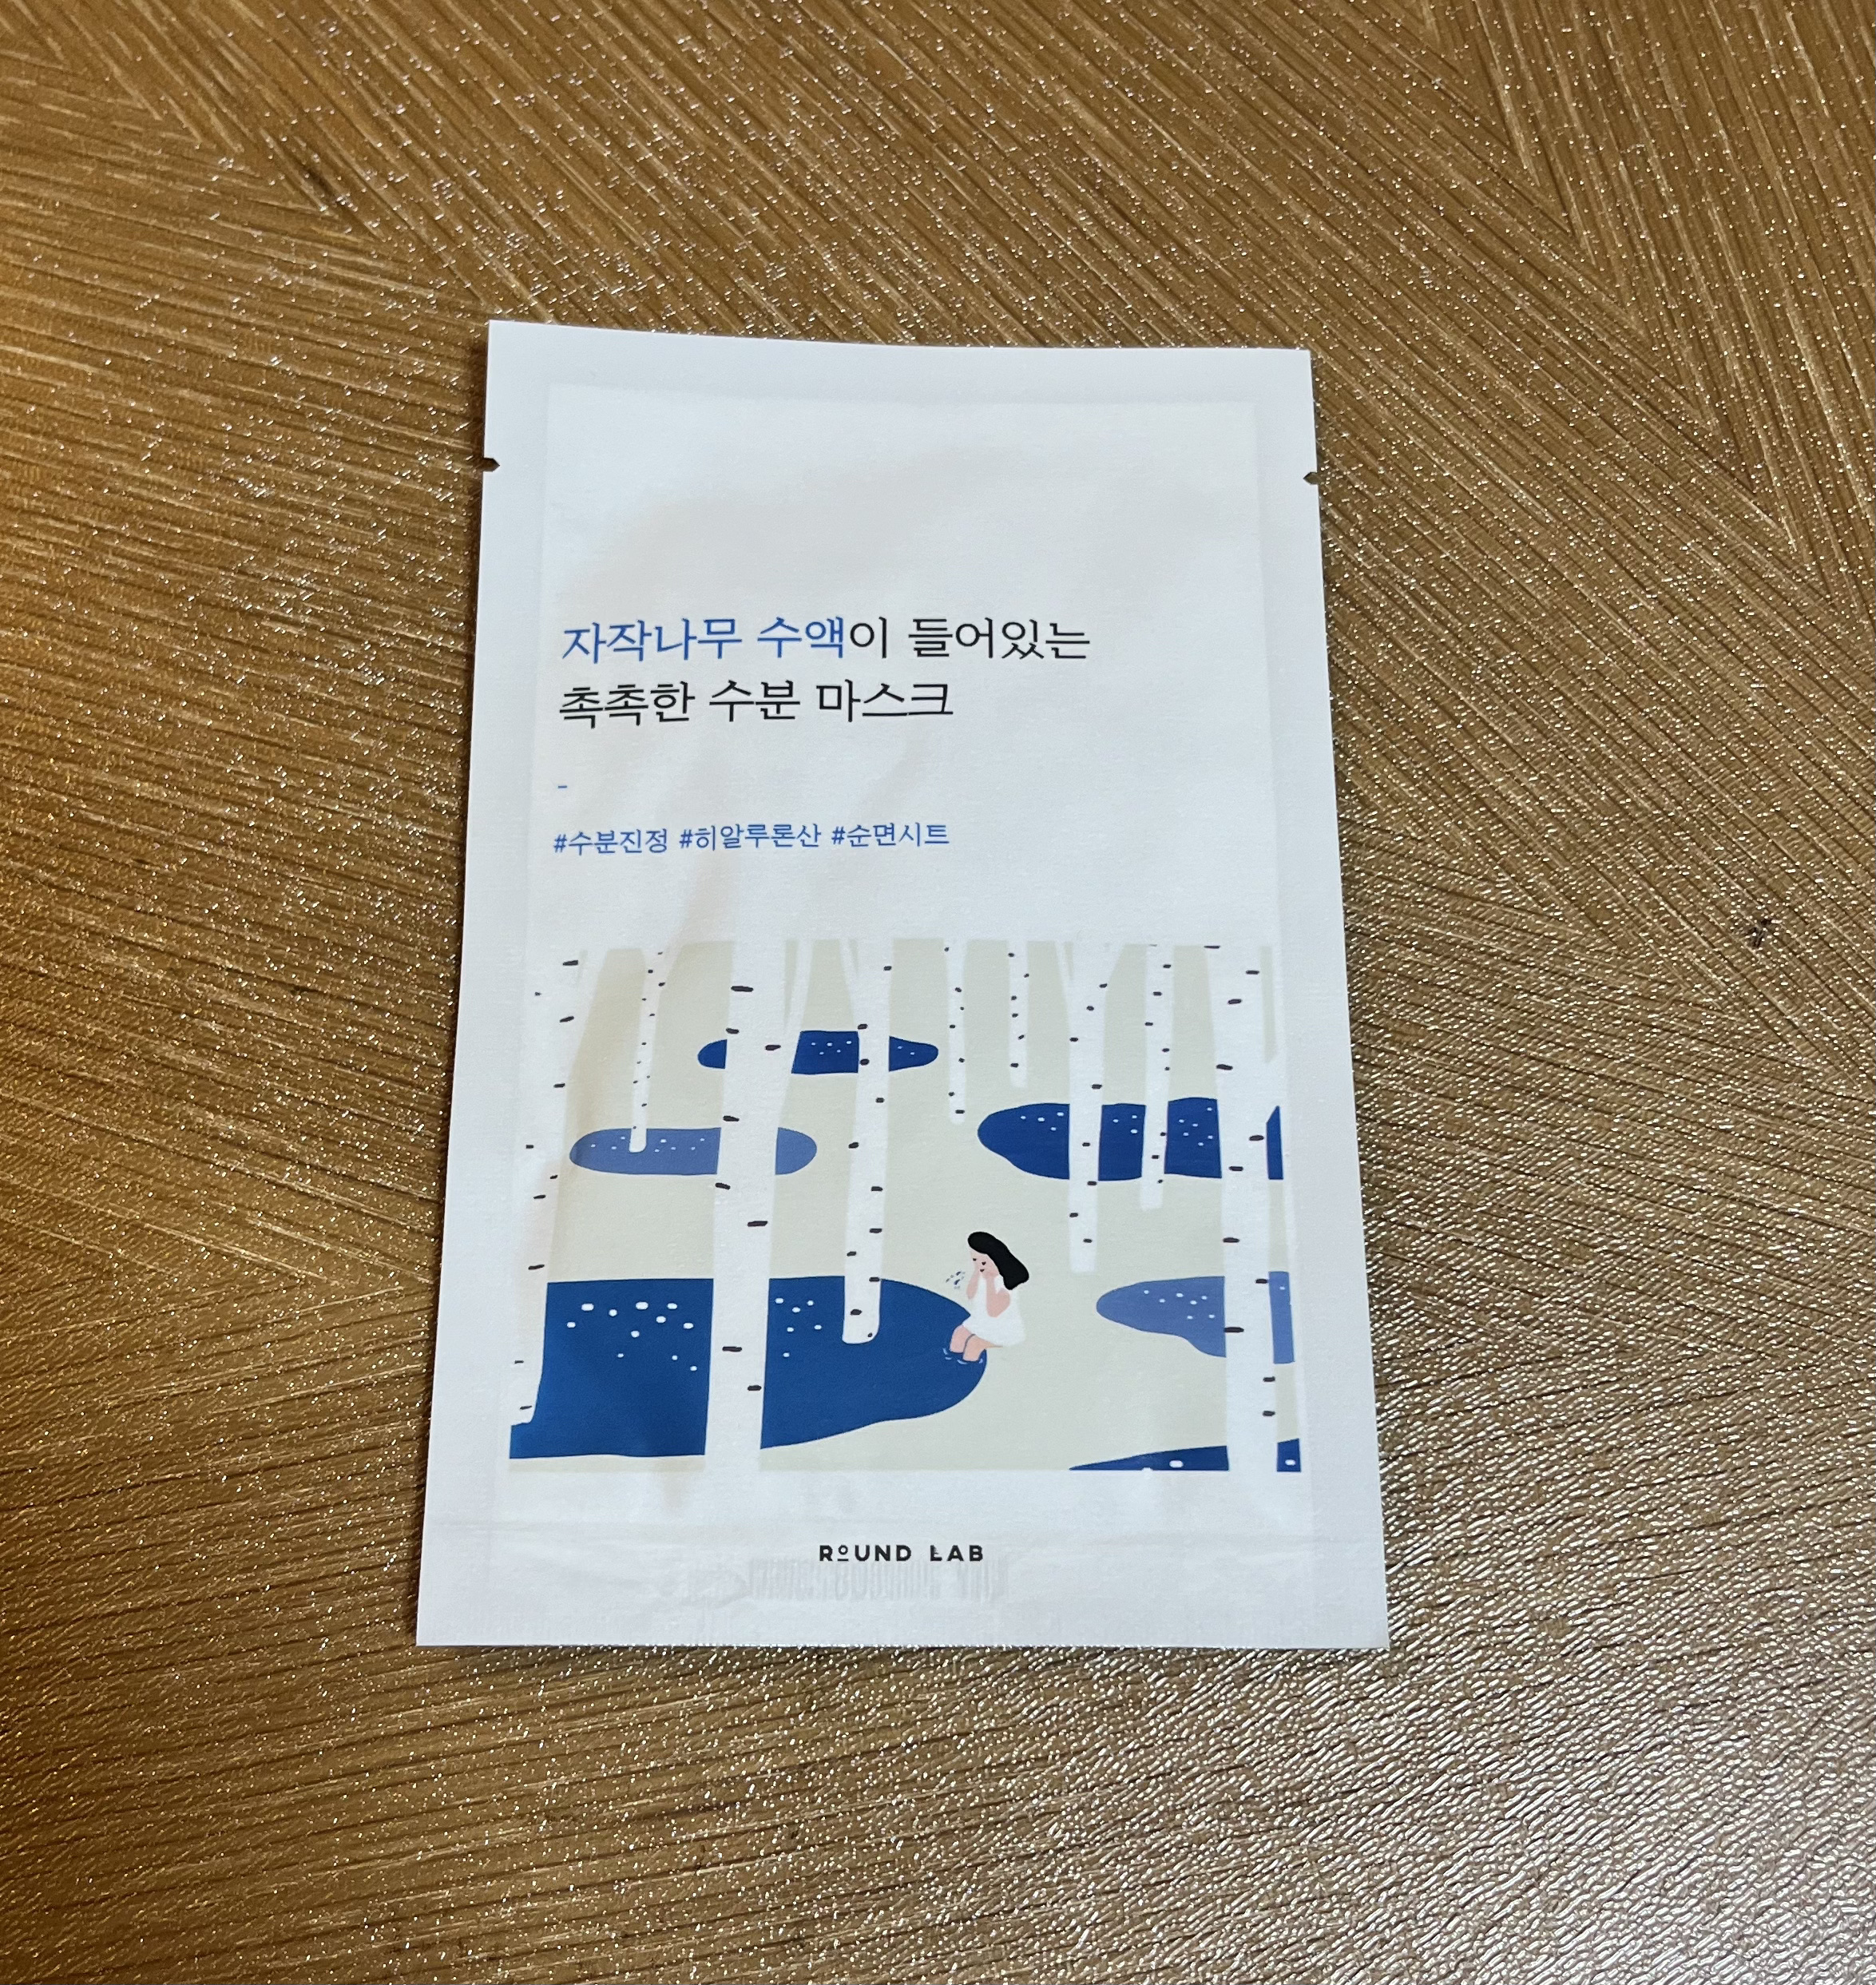 자작나무 수액이 들어있는
촉촉한 수분 마스크
-
#수분진정 #히알루론산 #순면시트
ROUND LAB